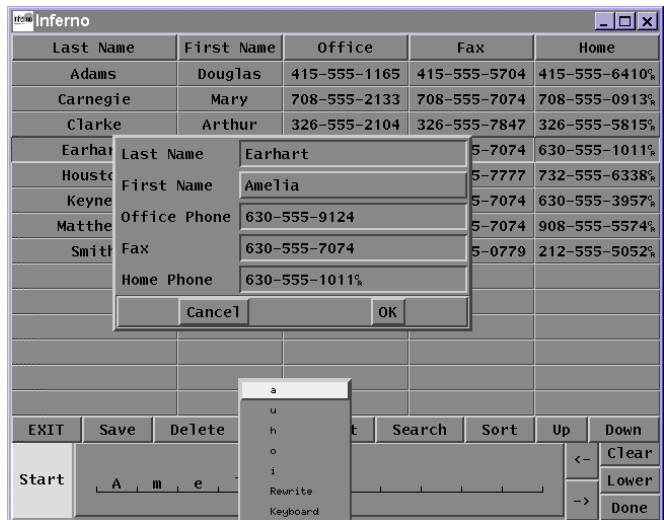 Inferno
Last Name First Name Office Fax Home
Adams Douglas 415-555-1165 415-555-5704 415-555-6410␍
Carnegie Mary 708-555-2133 708-555-7074 708-555-0913␍
Clarke Arthur 326-555-2104 326-555-7847 326-555-5815␍
Earhar 5-7074 630-555-1011␍
Housto 5-7777 732-555-6338␍
Keyne 5-7074 630-555-3957␍
Matthe 5-7074 908-555-5574␍
Smith 5-0779 212-555-5052␍
Last Name Earhart
First Name Amelia
Office Phone 630-555-9124
Fax 630-555-7074
Home Phone 630-555-1011␍
Cancel OK
a
u
h
o
i
Rewrite
Keyboard
EXIT Save Delete t Search Sort Up Down
Start A m e <- -> Clear
Lower
Done